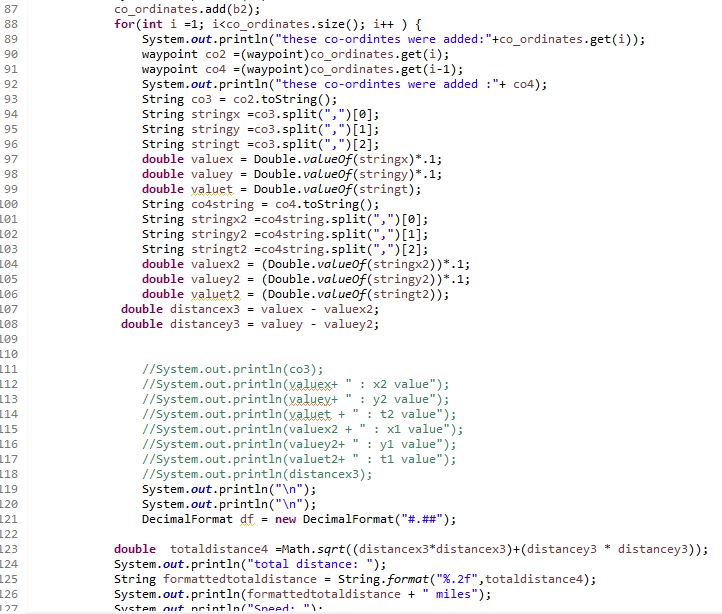 87 co_ordinates.add(b2);
88 for(int i =1; i<co_ordinates.size(); i++ ) {
89 System.out.println("these co-ordintes were added:"+co_ordinates.get(i));
90 waypoint co2 =(waypoint)co_ordinates.get(i);
91 waypoint co4 =(waypoint)co_ordinates.get(i-1);
92 System.out.println("these co-ordintes were added :"+ co4);
93 String co3 = co2.toString();
94 String stringx =co3.split(",")[0];
95 String stringy =co3.split(",")[1];
96 String stringt =co3.split(",")[2];
97 double valuex = Double.valueOf(stringx)*.1;
98 double valuey = Double.valueOf(stringy)*.1;
99 double valuet = Double.valueOf(stringt);
100 String co4string = co4.toString();
101 String stringx2 =co4string.split(",")[0];
102 String stringy2 =co4string.split(",")[1];
103 String stringt2 =co4string.split(",")[2];
104 double valuex2 = (Double.valueOf(stringx2))*.1;
105 double valuey2 = (Double.valueOf(stringy2))*.1;
106 double valuet2 = (Double.valueOf(stringt2));
107 double distancex3 = valuex - valuex2;
108 double distancey3 = valuey - valuey2;
109
110
111 //System.out.println(co3);
112 //System.out.println(valuex+ " : x2 value");
113 //System.out.println(valuey+ " : y2 value");
114 //System.out.println(valuet + " : t2 value");
115 //System.out.println(valuex2 + " : x1 value");
116 //System.out.println(valuey2+ " : y1 value");
117 //System.out.println(valuet2+ " : t1 value");
118 //System.out.println(distancex3);
119 System.out.println("\n");
120 System.out.println("\n");
121 DecimalFormat df = new DecimalFormat("#.##");
122
123 double totaldistance4 =Math.sqrt((distancex3*distancex3)+(distancey3 * distancey3));
124 System.out.println("total distance: ");
125 String formattedtotaldistance = String.format("%.2f",totaldistance4);
126 System.out.println(formattedtotaldistance + " miles");
127 System.out.println("Speed: ");